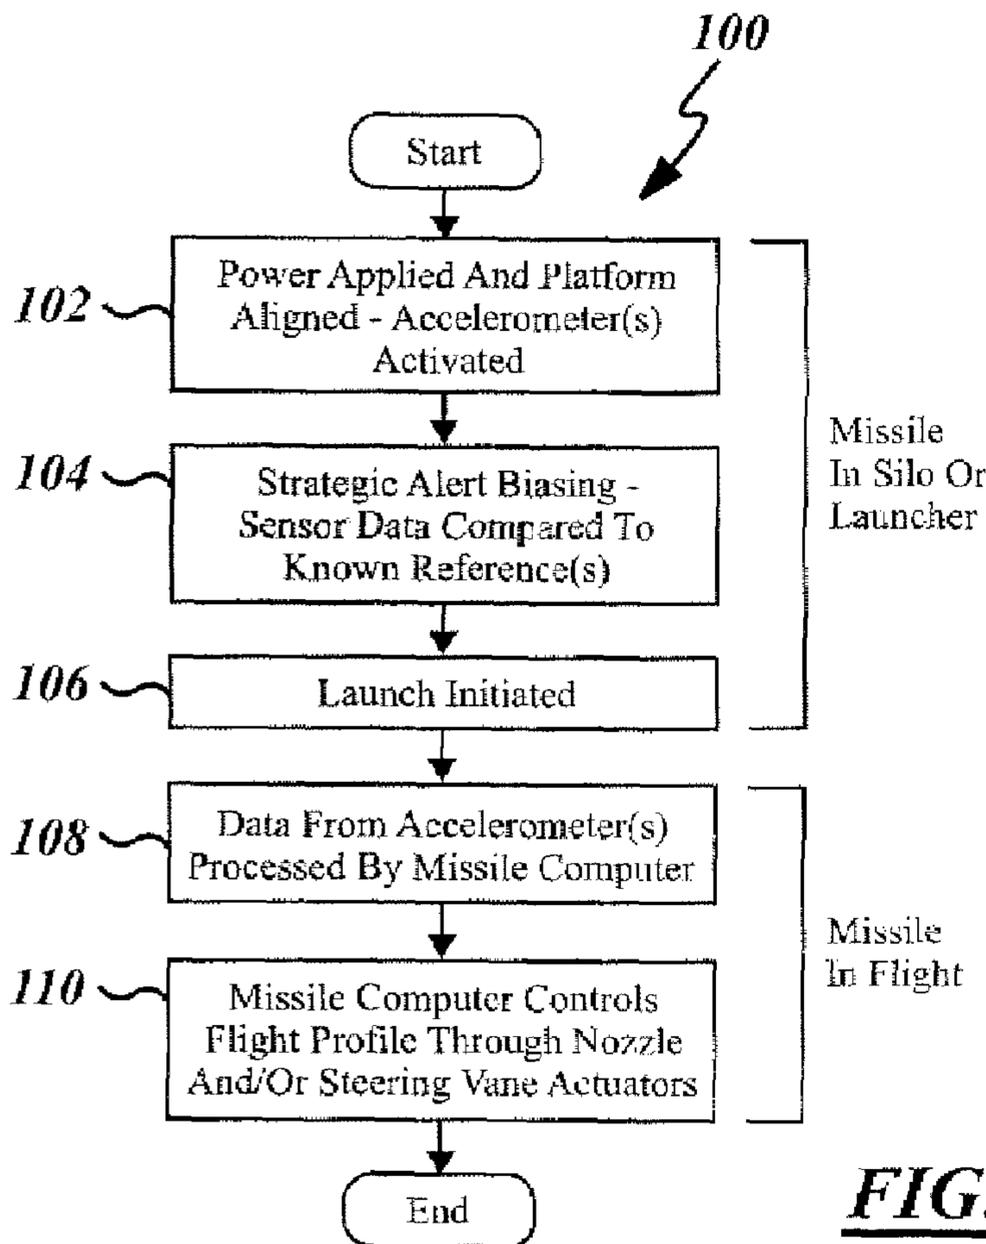 100
Start
102
Power Applied And Platform
Aligned - Accelerometer(s)
Activated
104
Strategic Alert Biasing -
Sensor Data Compared To
Known Reference(s)
Missile
In Silo Or
Launcher
106
Launch Initiated
108
Data From Accelerometer(s)
Processed By Missile Computer
Missile
In Flight
110
Missile Computer Controls
Flight Profile Through Nozzle
And/Or Steering Vane Actuators
End
FIG.